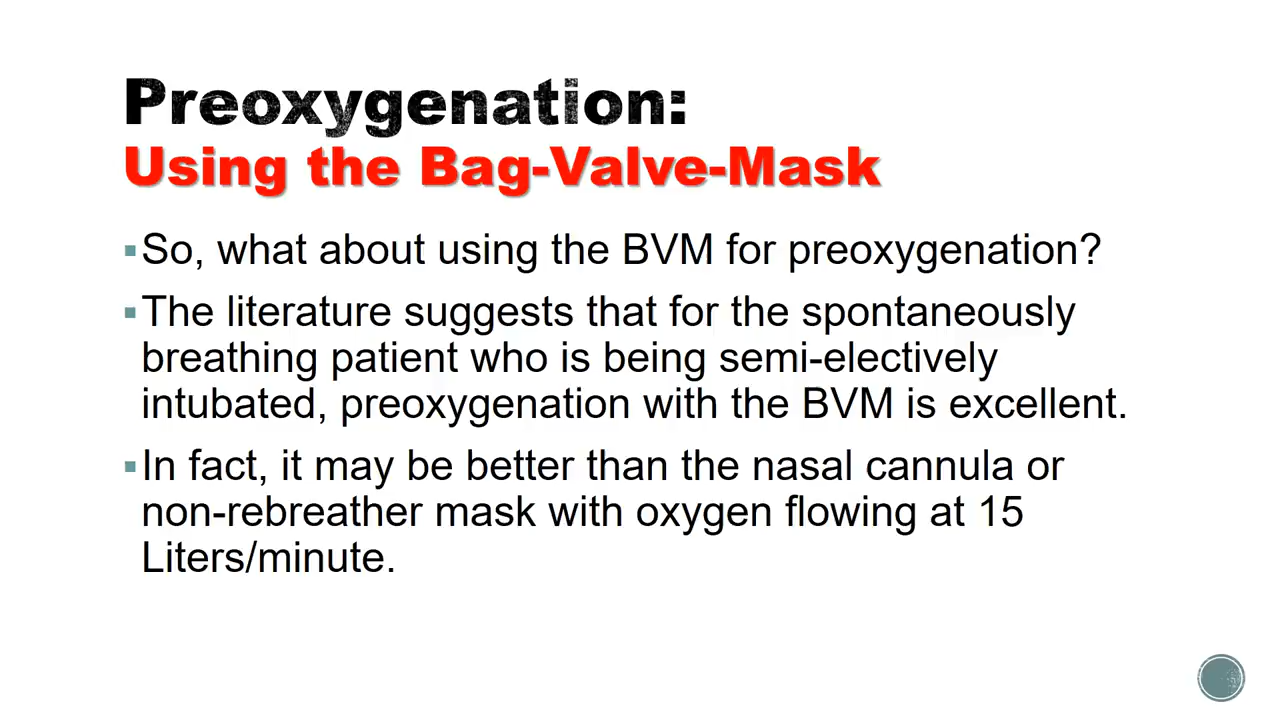 Preoxygenation:
Using the Bag-Valve-Mask
▪So, what about using the BVM for preoxygenation?
▪The literature suggests that for the spontaneously
breathing patient who is being semi-electively
intubated, preoxygenation with the BVM is excellent.
▪In fact, it may be better than the nasal cannula or
non-rebreather mask with oxygen flowing at 15
Liters/minute.